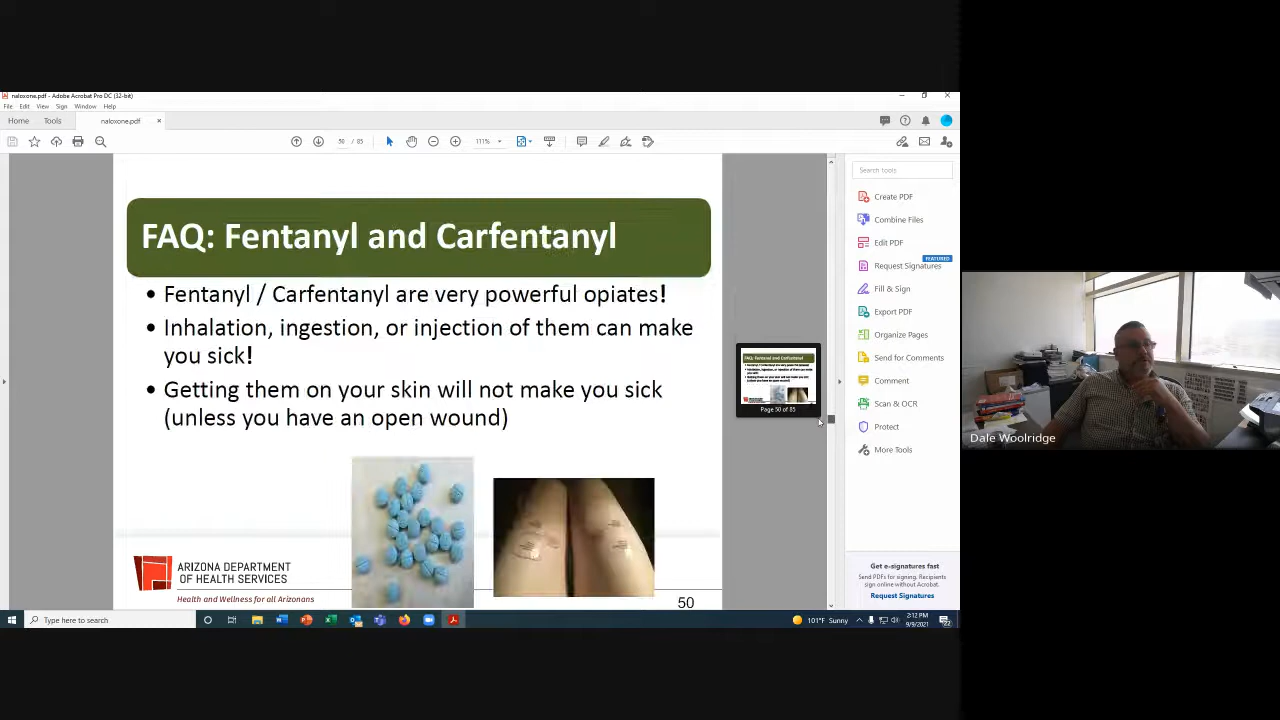 naloxone.pdf - Adobe Acrobat Pro DC (32-bit)
File Edit View Sign Window Help
Home Tools naloxone.pdf
50 / 85 111%
FAQ: Fentanyl and Carfentanyl
• Fentanyl / Carfentanyl are very powerful opiates!
• Inhalation, ingestion, or injection of them can make
you sick!
• Getting them on your skin will not make you sick
(unless you have an open wound)
ARIZONA DEPARTMENT
OF HEALTH SERVICES
Health and Wellness for all Arizonans
50
FAQ: Fentanyl and Carfentanyl
Page 50 of 85
Search tools
Create PDF
Combine Files
Edit PDF
FEATURED
Request Signatures
Fill & Sign
Export PDF
Organize Pages
Send for Comments
Comment
Scan & OCR
Protect
More Tools
Get e-signatures fast
Send PDFs for signing. Recipients
sign online without Acrobat.
Request Signatures
Dale Woolridge
Type here to search
101°F Sunny
2:12 PM
9/9/2021